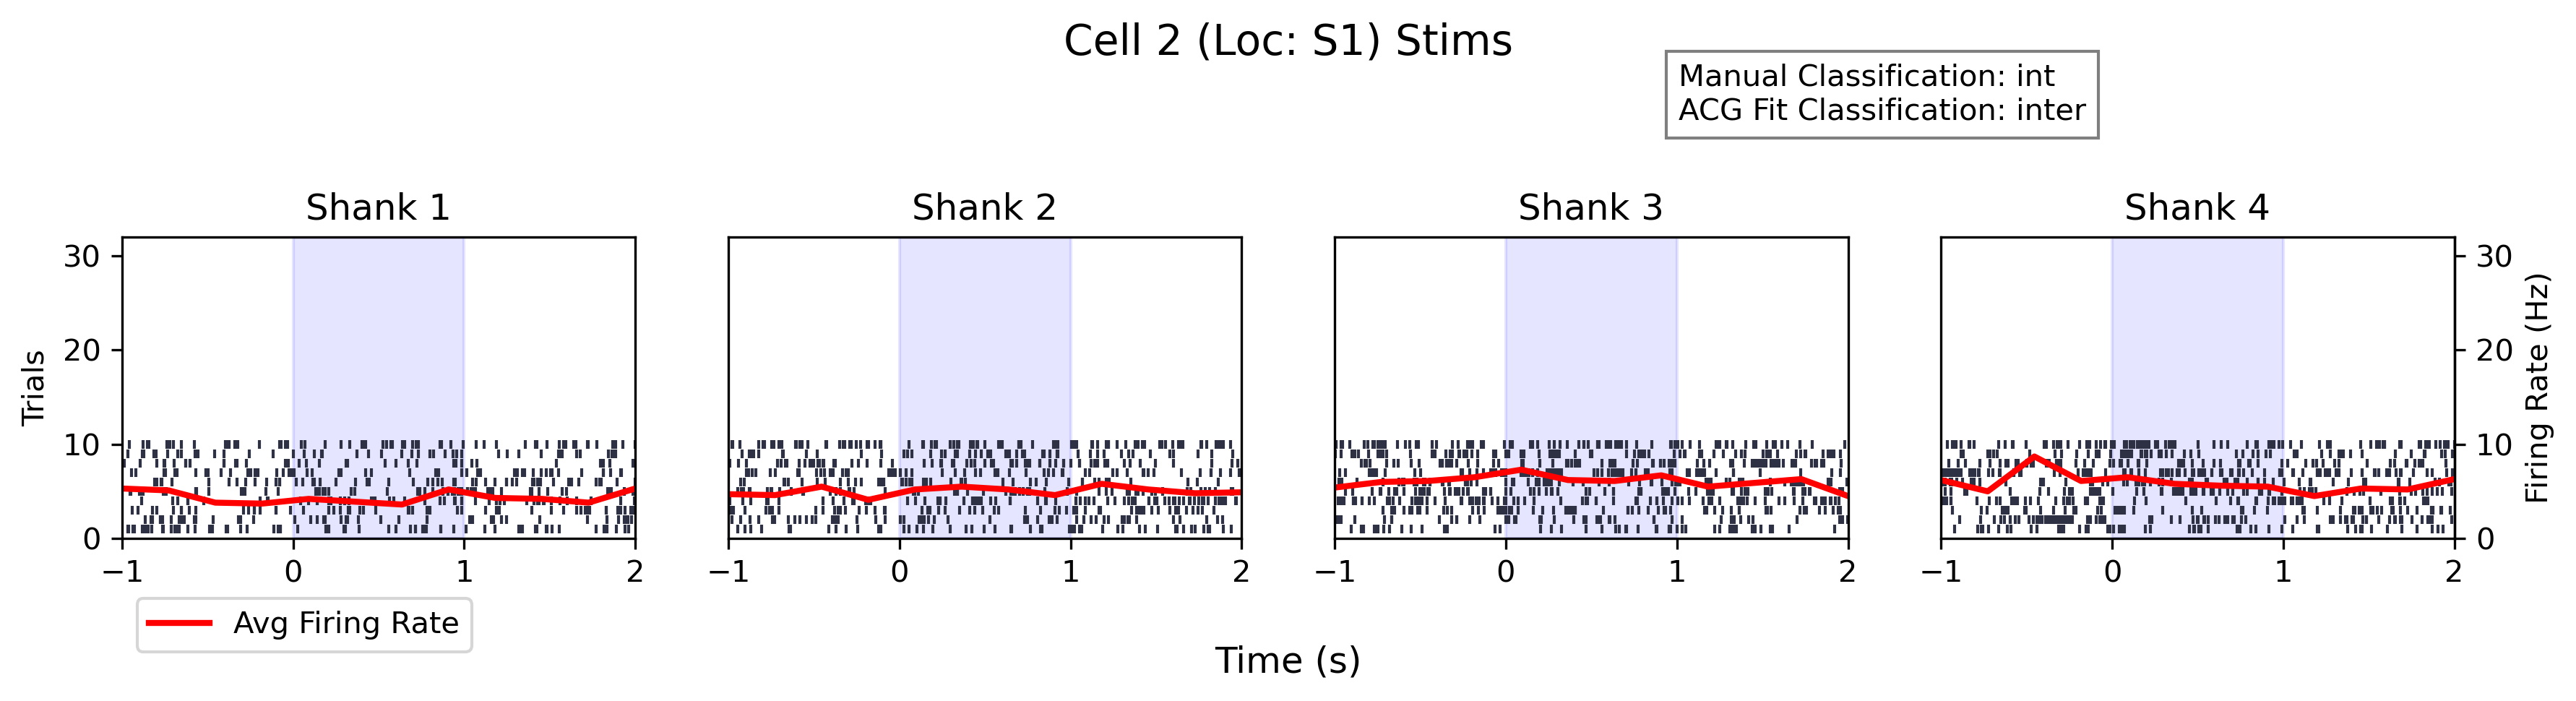 Cell 2 (Loc: S1) Stims
Manual Classification: int
ACG Fit Classification: inter
Shank 1
Shank 2
Shank 3
Shank 4
Trials
30
20
10
0
−1 0 1 2
−1 0 1 2
−1 0 1 2
−1 0 1 2
30
20
10
0
Firing Rate (Hz)
Avg Firing Rate
Time (s)